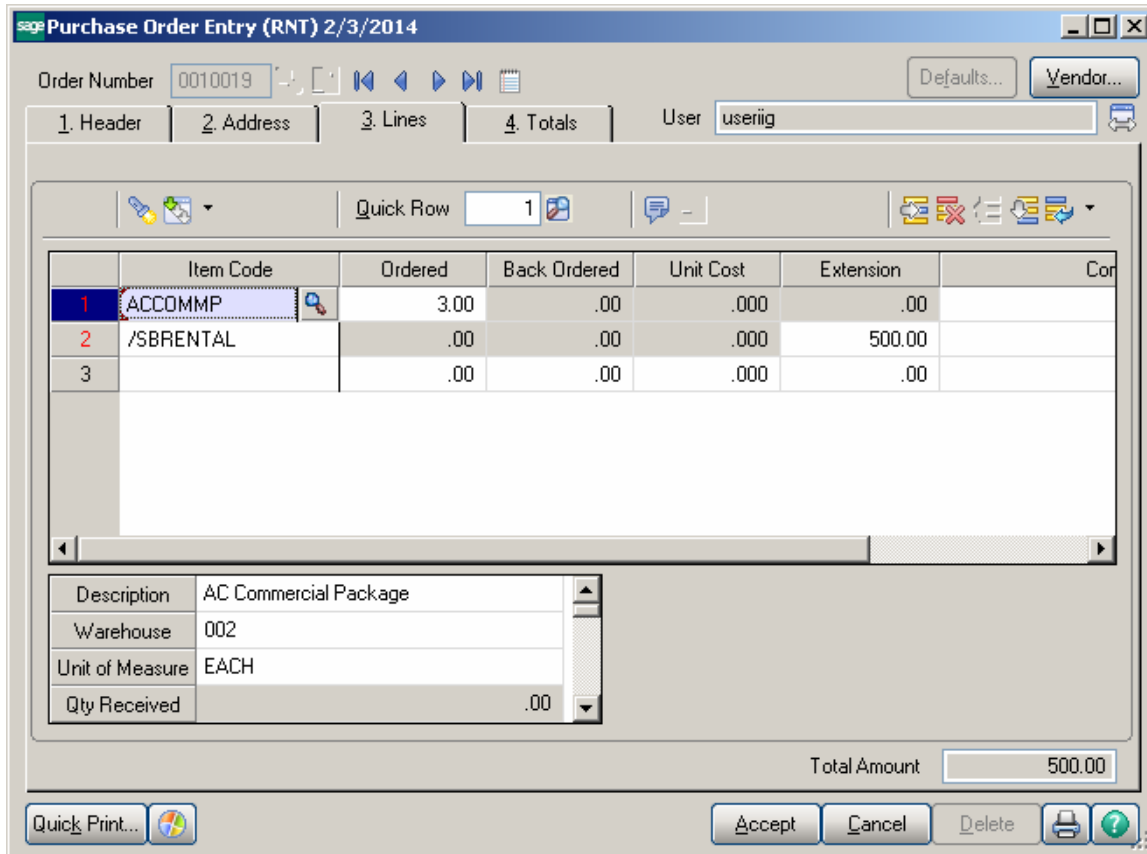 sage Purchase Order Entry (RNT) 2/3/2014
Order Number 0010019 Defaults... Vendor...
1. Header 2. Address 3. Lines 4. Totals User useriig
Quick Row 1
Item Code Ordered Back Ordered Unit Cost Extension Cor
1 ACCOMMP 3.00 .00 .000 .00
2 /SBRENTAL .00 .00 .000 500.00
3 .00 .00 .000 .00
Description AC Commercial Package
Warehouse 002
Unit of Measure EACH
Qty Received .00
Total Amount 500.00
Quick Print... Accept Cancel Delete